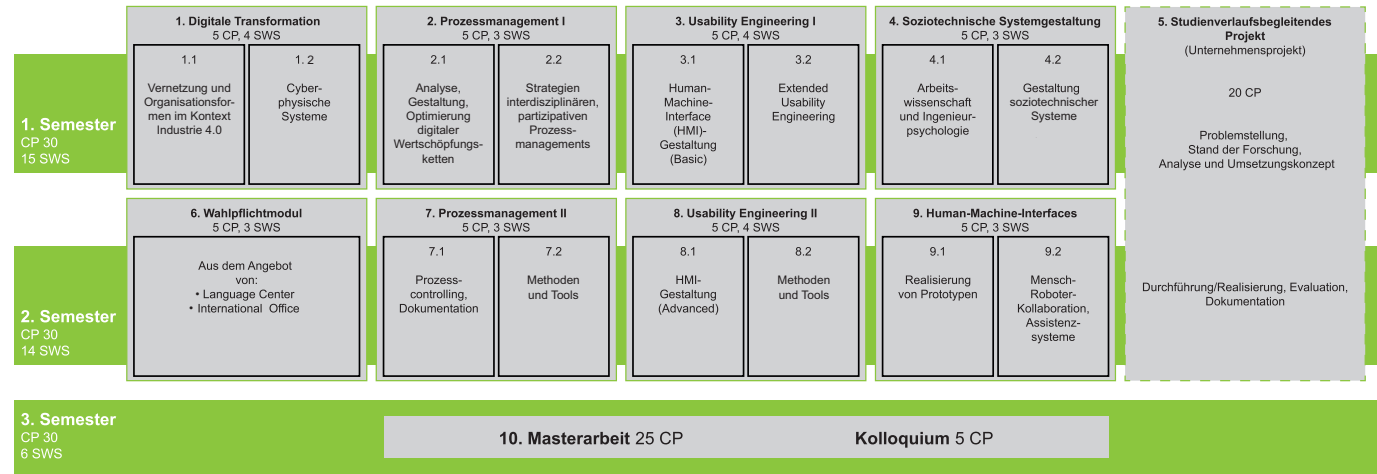 1. Semester
CP 30
15 SWS
1. Digitale Transformation
5 CP, 4 SWS
1.1
Vernetzung und
Organisationsfor-
men im Kontext
Industrie 4.0
1. 2
Cyber-
physische
Systeme
2. Prozessmanagement I
5 CP, 3 SWS
2.1
Analyse,
Gestaltung,
Optimierung
digitaler
Wertschöpfungs-
ketten
2.2
Strategien
interdisziplinären,
partizipativen
Prozess-
managements
3. Usability Engineering I
5 CP, 4 SWS
3.1
Human-
Machine-
Interface
(HMI)-
Gestaltung
(Basic)
3.2
Extended
Usability
Engineering
4. Soziotechnische Systemgestaltung
5 CP, 3 SWS
4.1
Arbeits-
wissenschaft
und Ingenieur-
psychologie
4.2
Gestaltung
soziotechnischer
Systeme
5. Studienverlaufsbegleitendes
Projekt
(Unternehmensprojekt)
20 CP
Problemstellung,
Stand der Forschung,
Analyse und Umsetzungskonzept
Durchführung/Realisierung, Evaluation,
Dokumentation
2. Semester
CP 30
14 SWS
6. Wahlpflichtmodul
5 CP, 3 SWS
Aus dem Angebot
von:
• Language Center
• International Office
7. Prozessmanagement II
5 CP, 3 SWS
7.1
Prozess-
controlling,
Dokumentation
7.2
Methoden
und Tools
8. Usability Engineering II
5 CP, 4 SWS
8.1
HMI-
Gestaltung
(Advanced)
8.2
Methoden
und Tools
9. Human-Machine-Interfaces
5 CP, 3 SWS
9.1
Realisierung
von Prototypen
9.2
Mensch-
Roboter-
Kollaboration,
Assistenz-
systeme
3. Semester
CP 30
6 SWS
10. Masterarbeit 25 CP
Kolloquium 5 CP